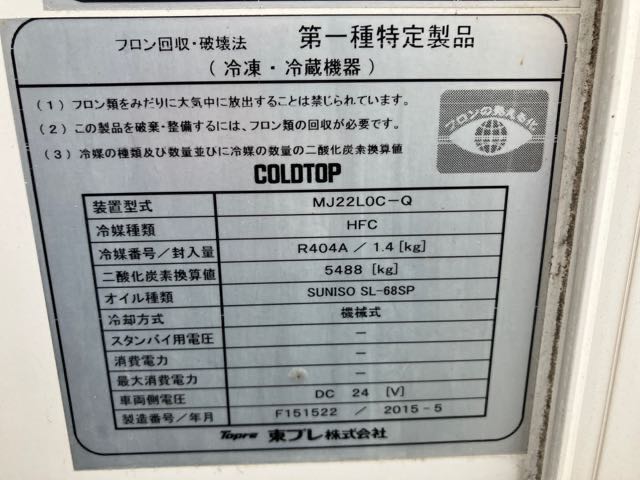 フロン回収・破壊法 第一種特定製品
（冷凍・冷蔵機器）
（1）フロン類をみだりに大気中に放出することは禁じられています。
（2）この製品を破棄・整備するには、フロン類の回収が必要です。
（3）冷媒の種類及び数量並びに冷媒の数量の二酸化炭素換算値
フロンの見える化
COLDTOP
装置型式 MJ22LOC-Q
冷媒種類 HFC
冷媒番号／封入量 R404A / 1.4 [kg]
二酸化炭素換算値 5488 [kg]
オイル種類 SUNISO SL-68SP
冷却方式 機械式
スタンバイ用電圧 －
消費電力 －
最大消費電力 －
車両側電圧 DC 24 [V]
製造番号／年月 F151522 / 2015-5
Topre 東プレ株式会社